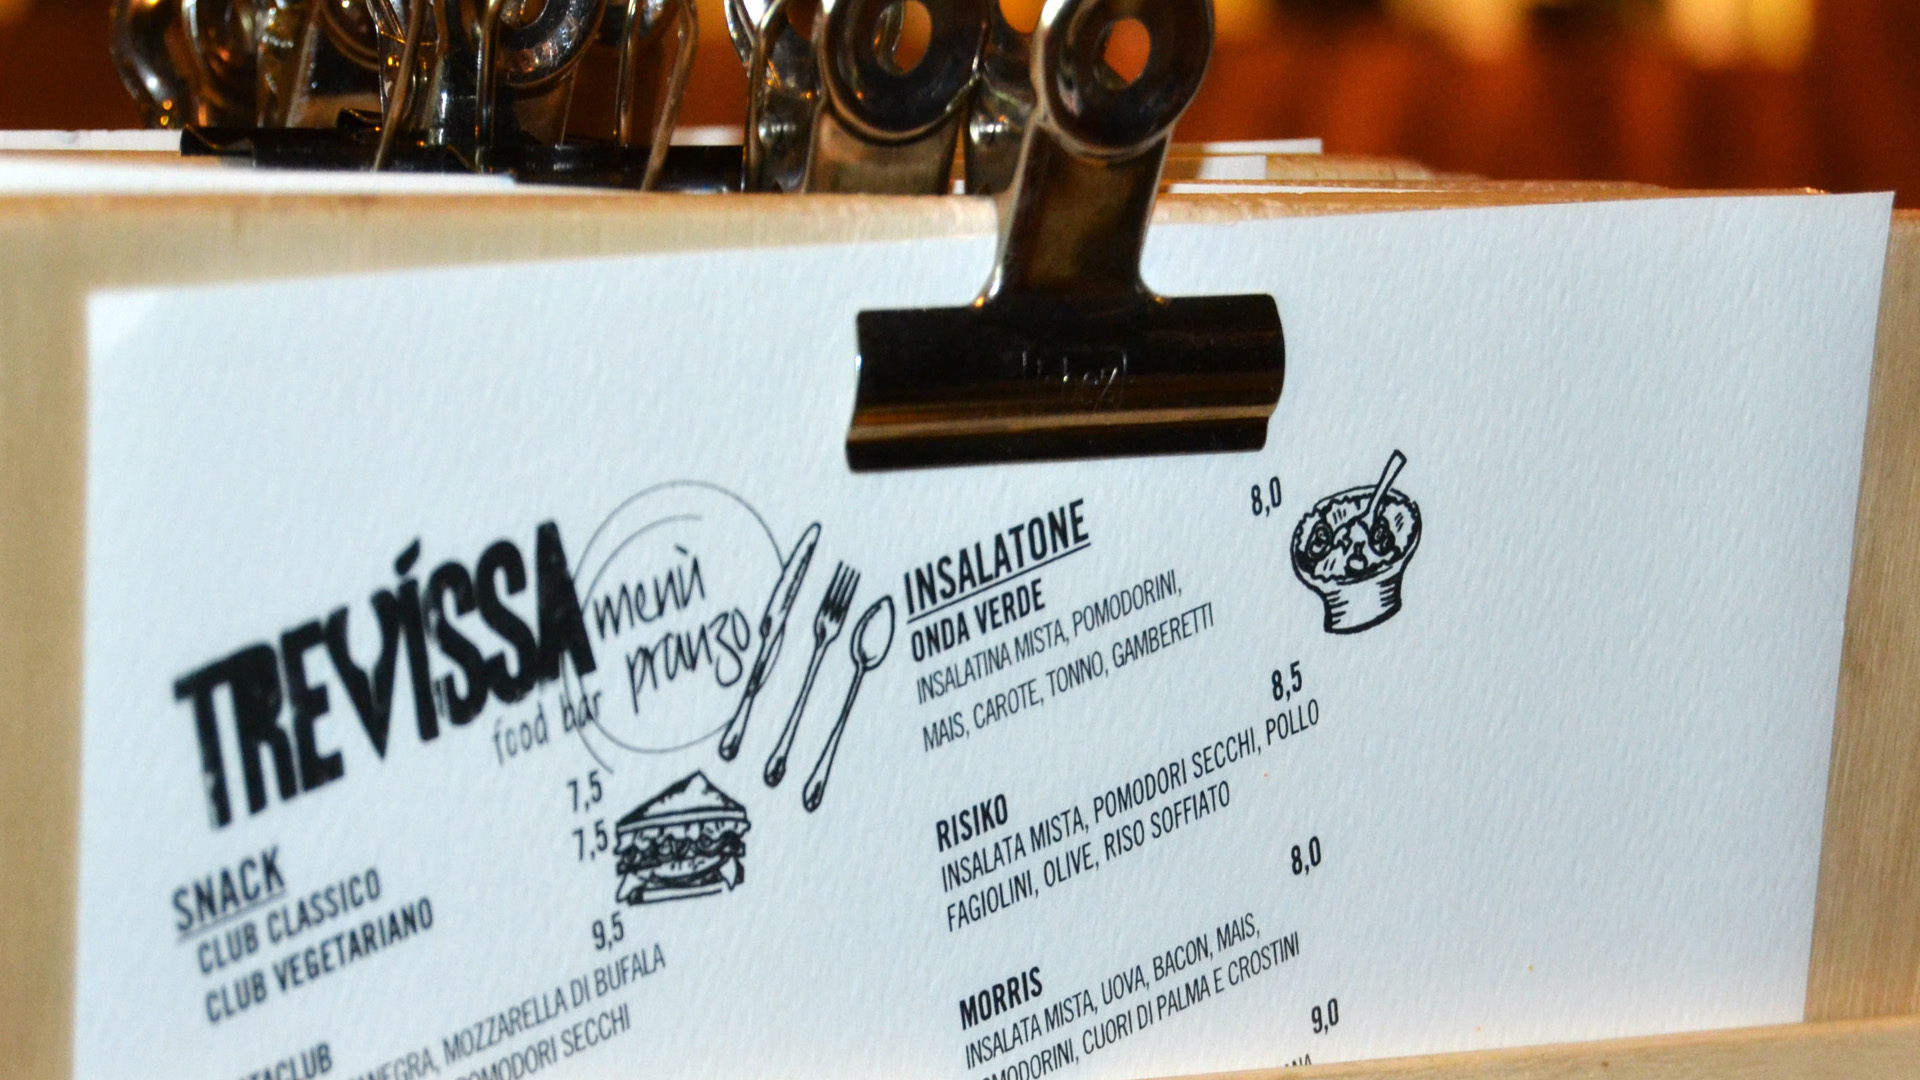 TREVÍSSA
food bar
menù
pranzo
SNACK
CLUB CLASSICO 7,5
CLUB VEGETARIANO 7,5
9,5
MOZZARELLA DI BUFALA
SECCHI
INSALATONE
ONDA VERDE 8,0
INSALATINA MISTA, POMODORINI,
MAIS, CAROTE, TONNO, GAMBERETTI
RISIKO 8,5
INSALATA MISTA, POMODORI SECCHI, POLLO
FAGIOLINI, OLIVE, RISO SOFFIATO
MORRIS 8,0
INSALATA MISTA, UOVA, BACON, MAIS,
CUORI DI PALMA E CROSTINI
9,0